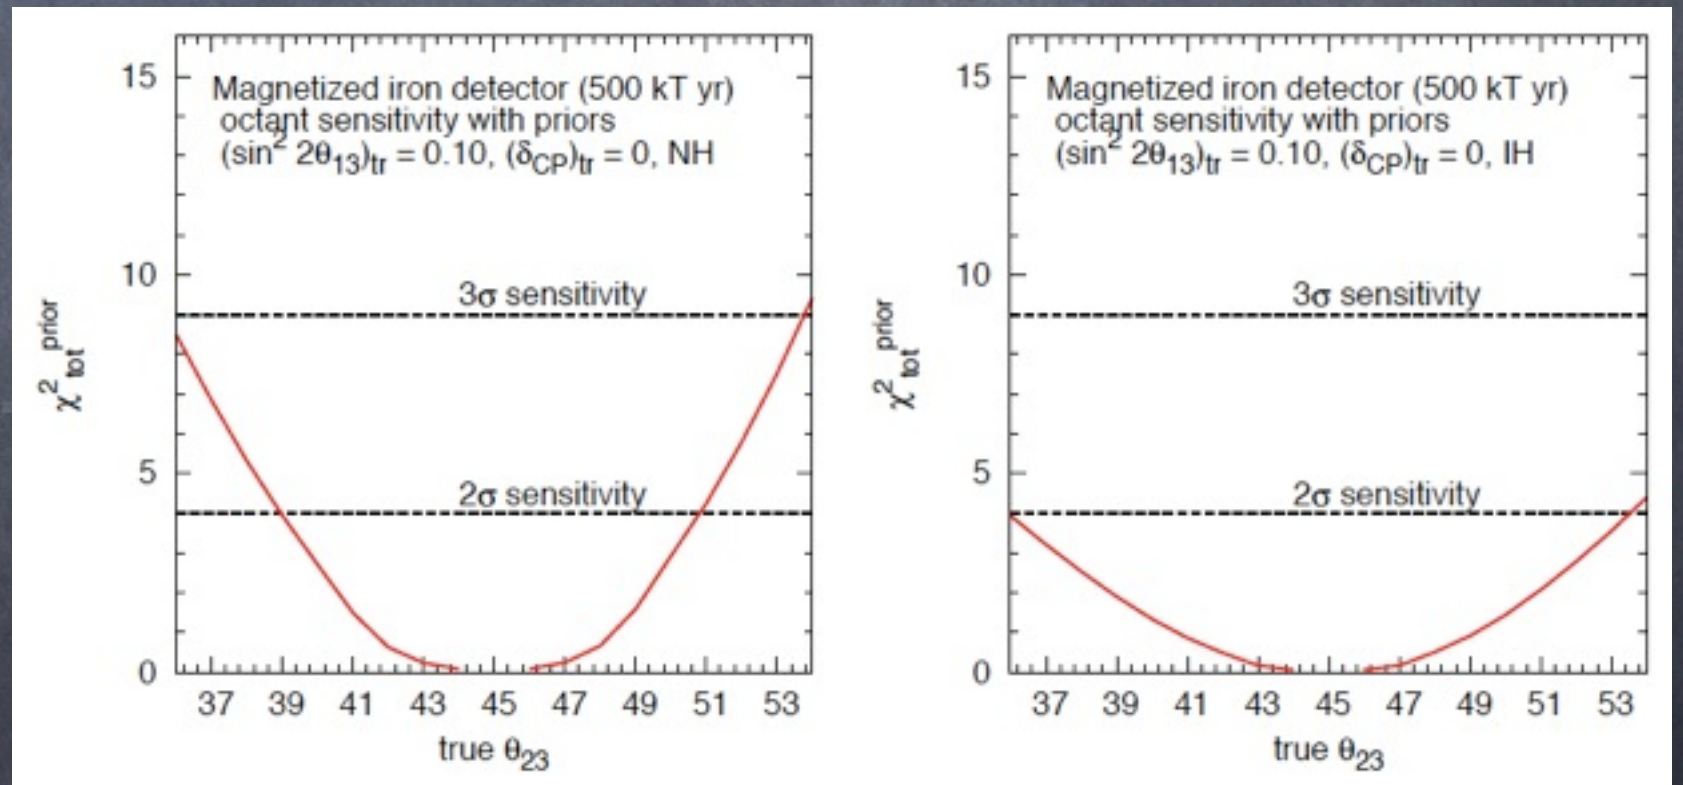 Magnetized iron detector (500 kT yr)
octant sensitivity with priors
(sin² 2θ₁₃)tr = 0.10, (δCP)tr = 0, NH
15
10
5
0
3σ sensitivity
2σ sensitivity
χ² tot prior
37 39 41 43 45 47 49 51 53
true θ₂₃
Magnetized iron detector (500 kT yr)
octant sensitivity with priors
(sin² 2θ₁₃)tr = 0.10, (δCP)tr = 0, IH
15
10
5
0
3σ sensitivity
2σ sensitivity
χ² tot prior
37 39 41 43 45 47 49 51 53
true θ₂₃